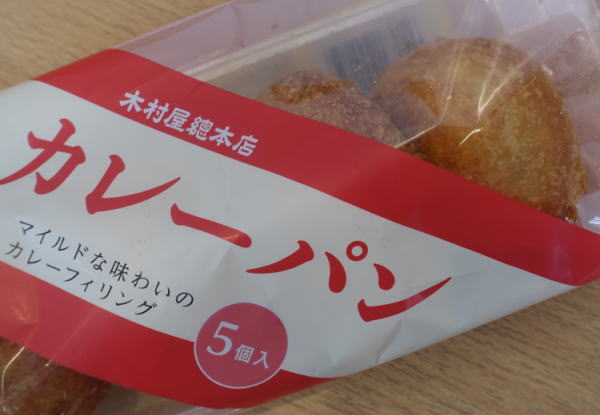 木村屋總本店
カレーパン
マイルドな味わいの
カレーフィリング
5個入